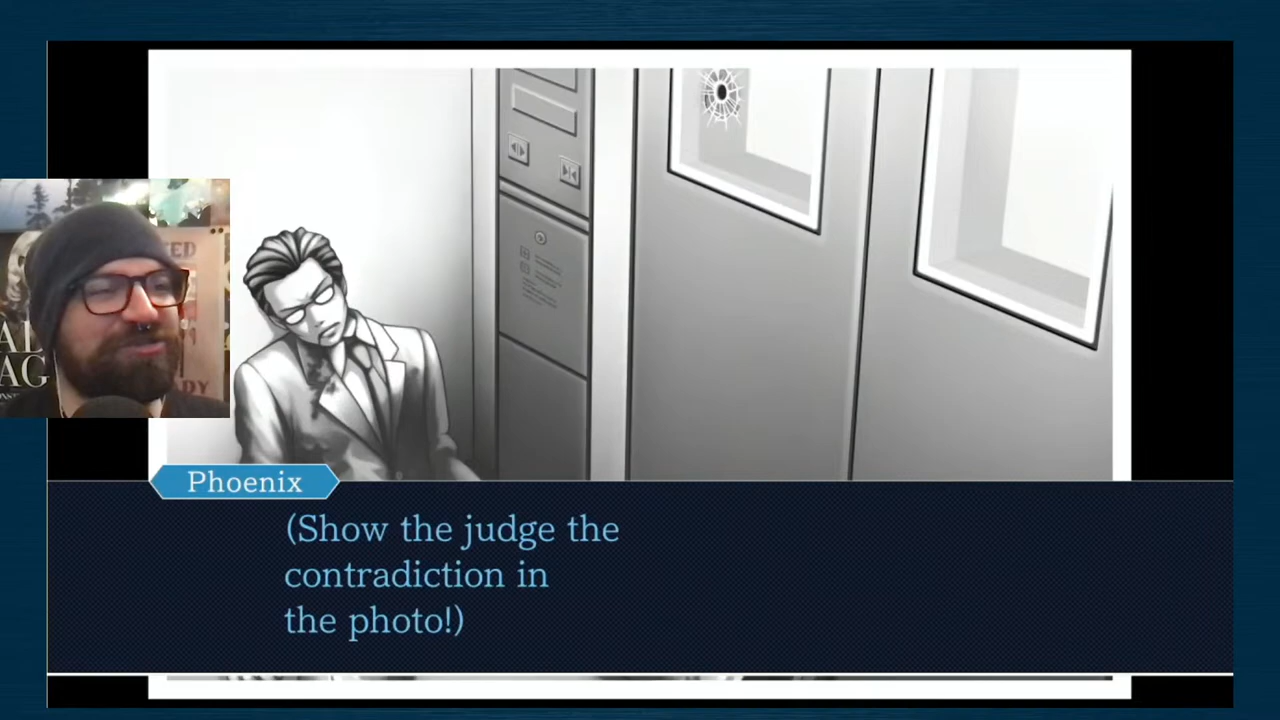 Phoenix
(Show the judge the
contradiction in
the photo!)